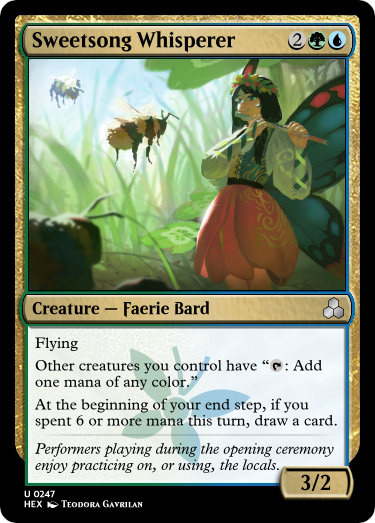 Sweetsong Whisperer 2
Creature — Faerie Bard
Flying
Other creatures you control have “: Add
one mana of any color.”
At the beginning of your end step, if you
spent 6 or more mana this turn, draw a card.
Performers playing during the opening ceremony
enjoy practicing on, or using, the locals.
3/2
U 0247
HEX Teodora Gavrilan